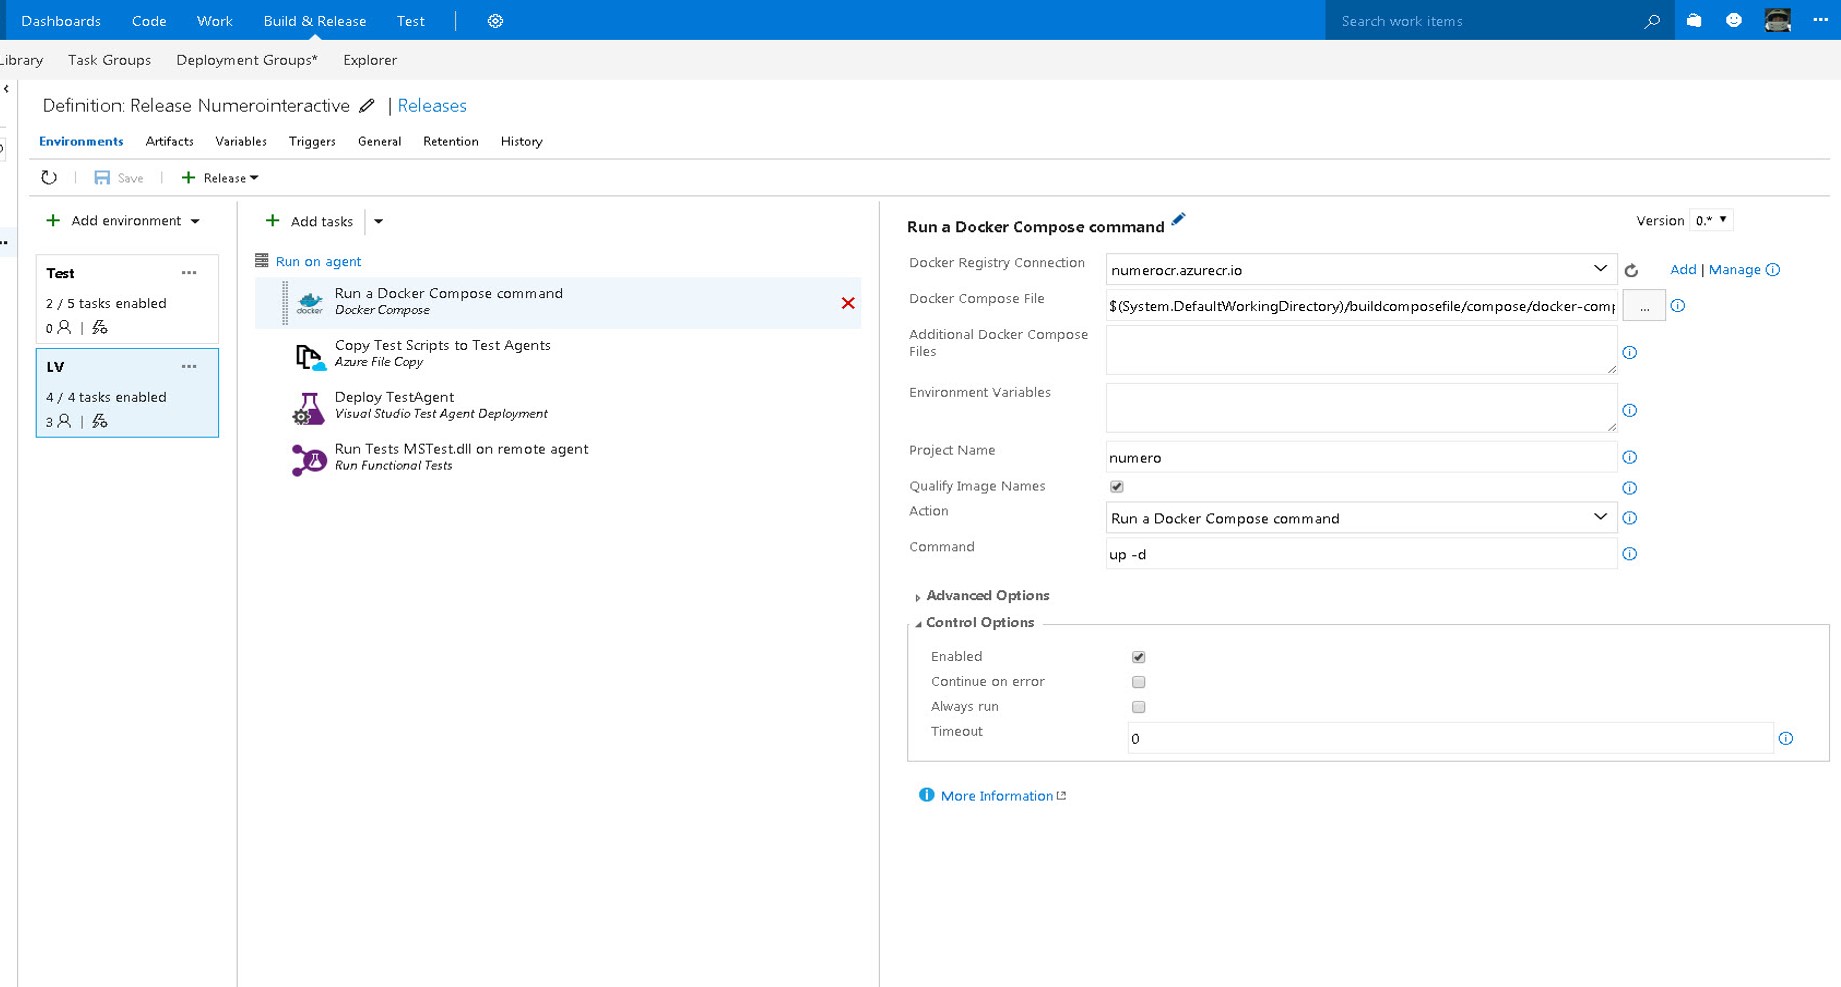 Dashboards Code Work Build & Release Test Search work items
Library Task Groups Deployment Groups* Explorer
Definition: Release Numerointeractive | Releases
Environments Artifacts Variables Triggers General Retention History
Save Release
Add environment
Test
2 / 5 tasks enabled
0
LV
4 / 4 tasks enabled
3
Add tasks
Run on agent
Run a Docker Compose command
docker
Docker Compose
Copy Test Scripts to Test Agents
Azure File Copy
Deploy TestAgent
Visual Studio Test Agent Deployment
Run Tests MSTest.dll on remote agent
Run Functional Tests
Run a Docker Compose command
Version 0.*
Docker Registry Connection numerocr.azurecr.io Add | Manage
Docker Compose File $(System.DefaultWorkingDirectory)/buildcomposefile/compose/docker-comp ...
Additional Docker Compose
Files
Environment Variables
Project Name numero
Qualify Image Names
Action Run a Docker Compose command
Command up -d
Advanced Options
Control Options
Enabled
Continue on error
Always run
Timeout 0
More Information